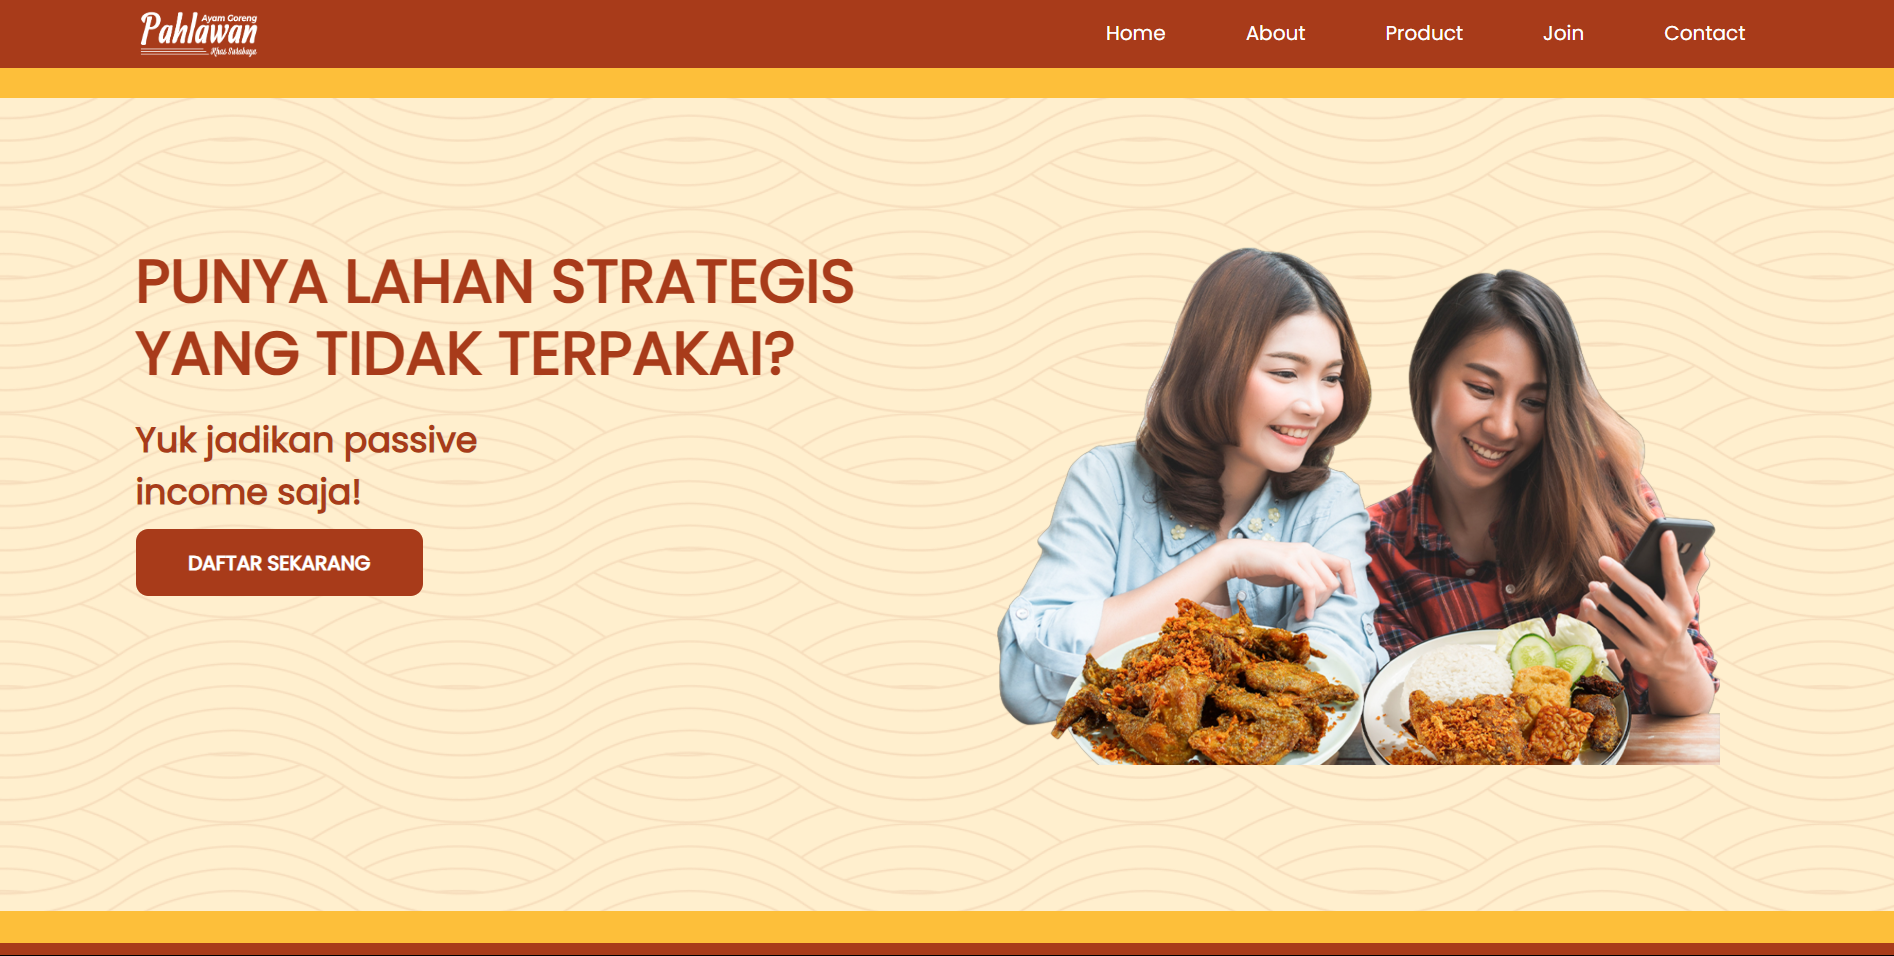 Ayam Goreng
Pahlawan
Khas Surabaya
Home About Product Join Contact
PUNYA LAHAN STRATEGIS
YANG TIDAK TERPAKAI?
Yuk jadikan passive
income saja!
DAFTAR SEKARANG